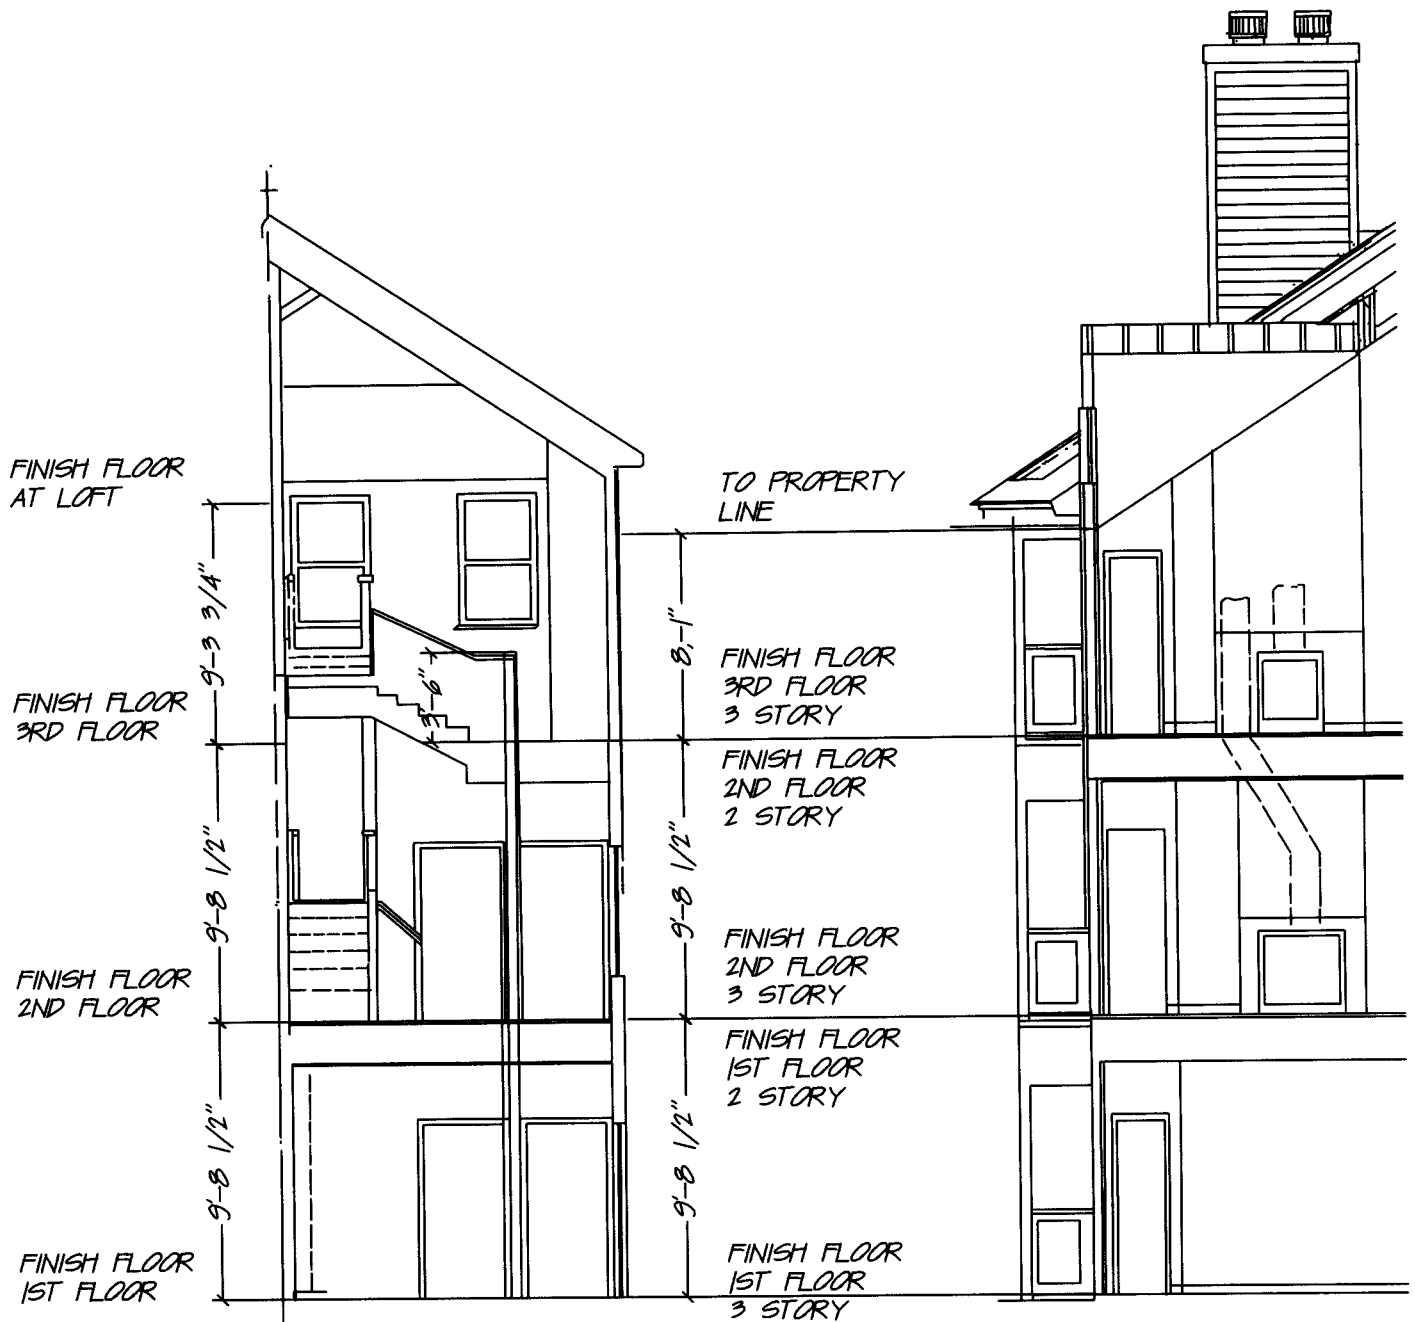 FINISH FLOOR
AT LOFT
9'-3 3/4"
FINISH FLOOR
3RD FLOOR
9'-8 1/2"
FINISH FLOOR
2ND FLOOR
9'-8 1/2"
FINISH FLOOR
1ST FLOOR
3'-6"
TO PROPERTY
LINE
8,-1"
FINISH FLOOR
3RD FLOOR
3 STORY
FINISH FLOOR
2ND FLOOR
2 STORY
9'-8 1/2"
FINISH FLOOR
2ND FLOOR
3 STORY
FINISH FLOOR
1ST FLOOR
2 STORY
9'-8 1/2"
FINISH FLOOR
1ST FLOOR
3 STORY